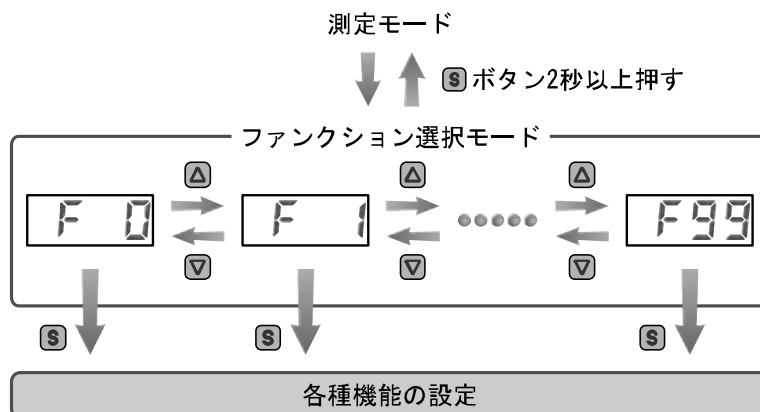 測定モード
S ボタン2秒以上押す
ファンクション選択モード
△ △ △
F 0 F 1 F99
▽ ▽ ▽
S S S
各種機能の設定